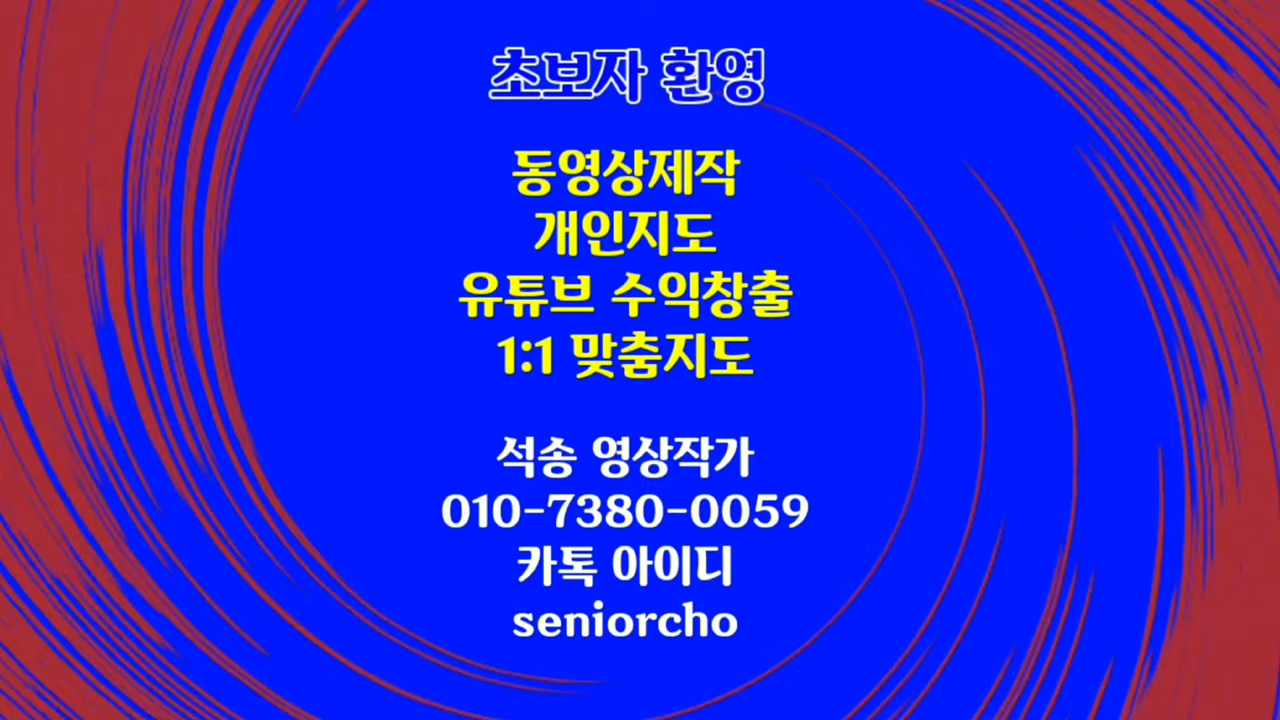 초보자 환영
동영상제작
개인지도
유튜브 수익창출
1:1 맞춤지도
석송 영상작가
010-7380-0059
카톡 아이디
seniorcho